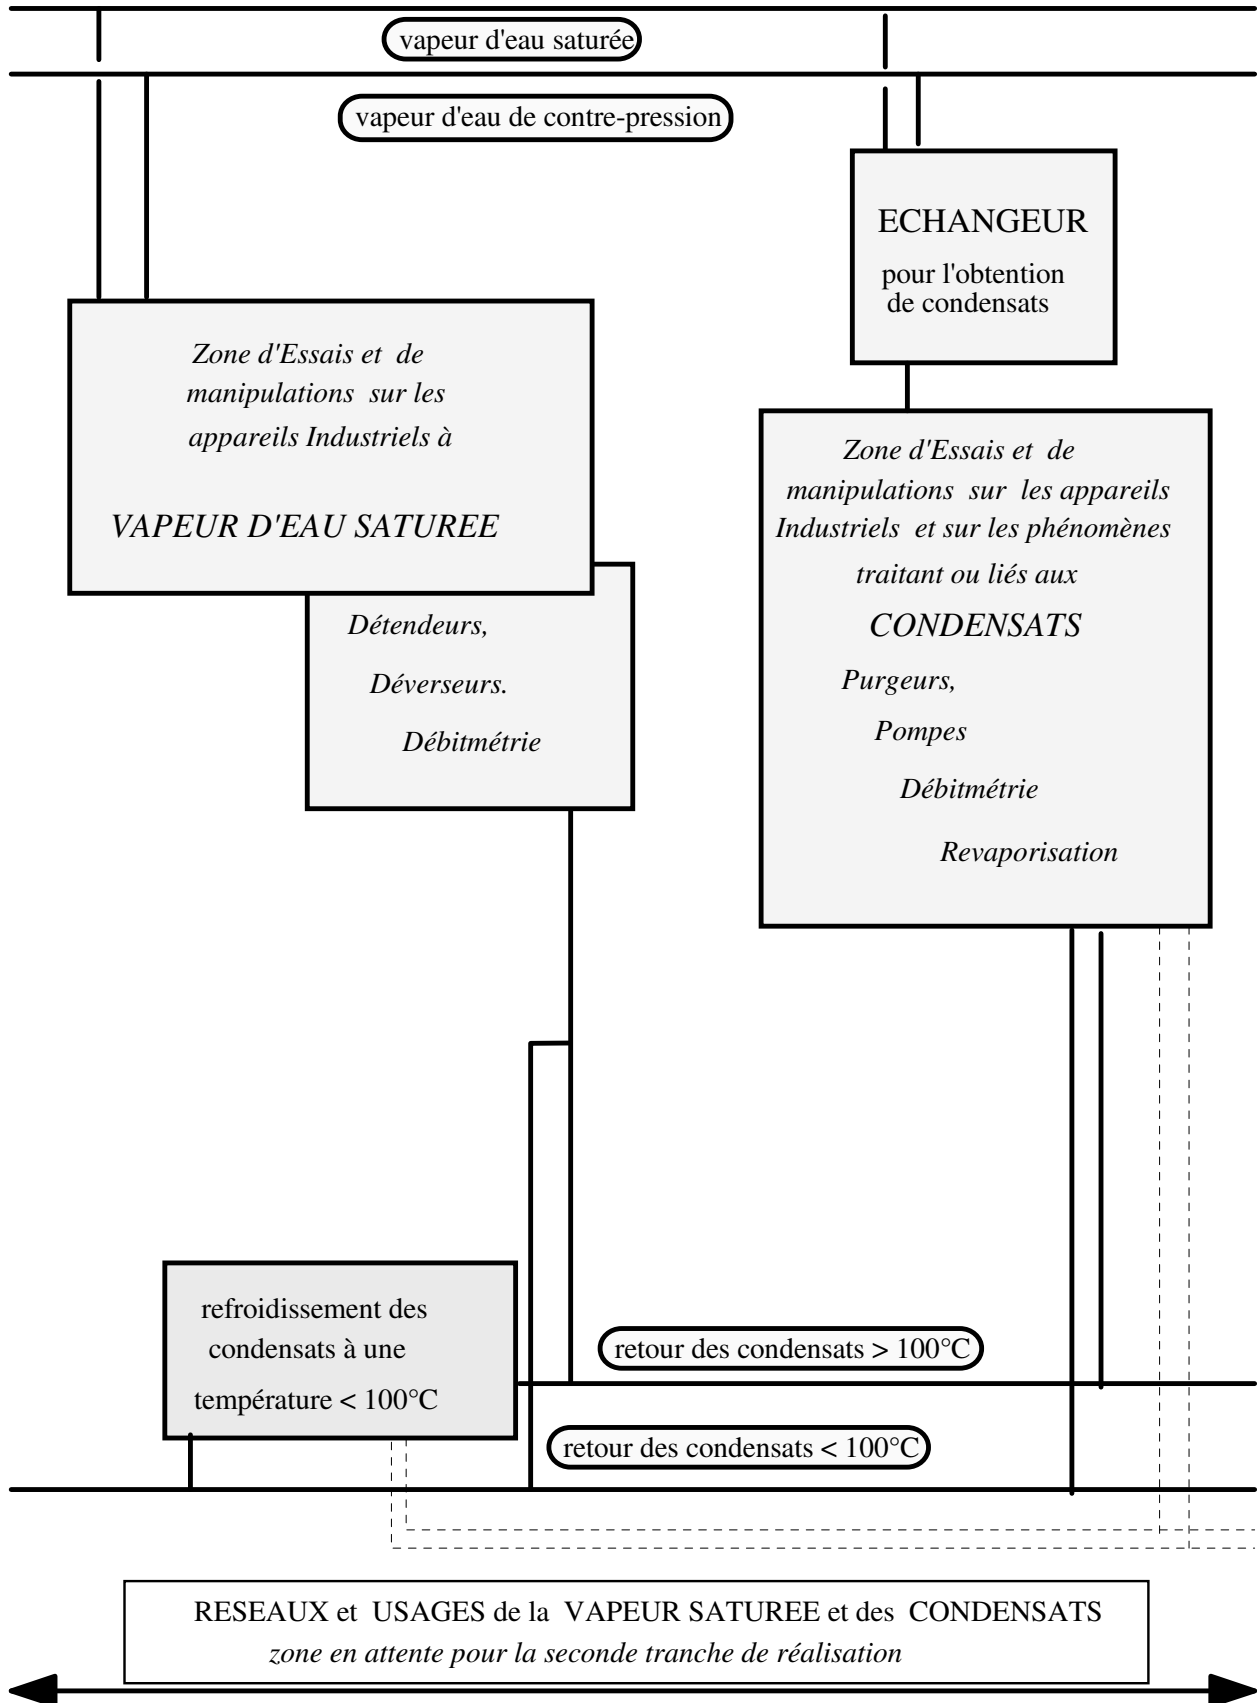 vapeur d'eau saturée
vapeur d'eau de contre-pression
ECHANGEUR
pour l'obtention
de condensats
Zone d'Essais et de
manipulations sur les
appareils Industriels à
VAPEUR D'EAU SATUREE
Détendeurs,
Déverseurs.
Débitmétrie
Zone d'Essais et de
manipulations sur les appareils
Industriels et sur les phénomènes
traitant ou liés aux
CONDENSATS
Purgeurs,
Pompes
Débitmétrie
Revaporisation
refroidissement des
condensats à une
température < 100°C
retour des condensats > 100°C
retour des condensats < 100°C
RESEAUX et USAGES de la VAPEUR SATUREE et des CONDENSATS
zone en attente pour la seconde tranche de réalisation